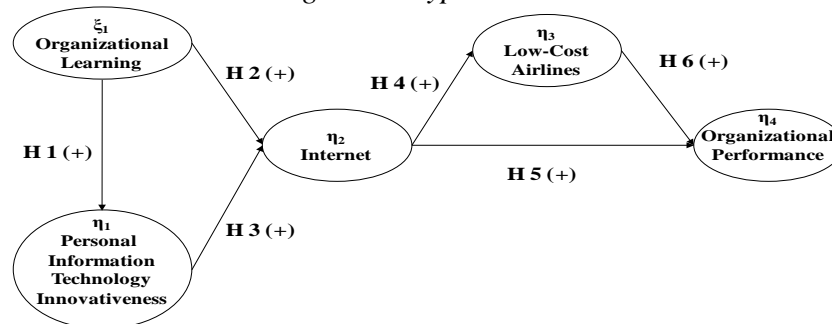 ξ1
Organizational
Learning
H 1 (+)
η1
Personal
Information
Technology
Innovativeness
H 2 (+)
H 3 (+)
η2
Internet
H 4 (+)
η3
Low-Cost
Airlines
H 5 (+)
H 6 (+)
η4
Organizational
Performance